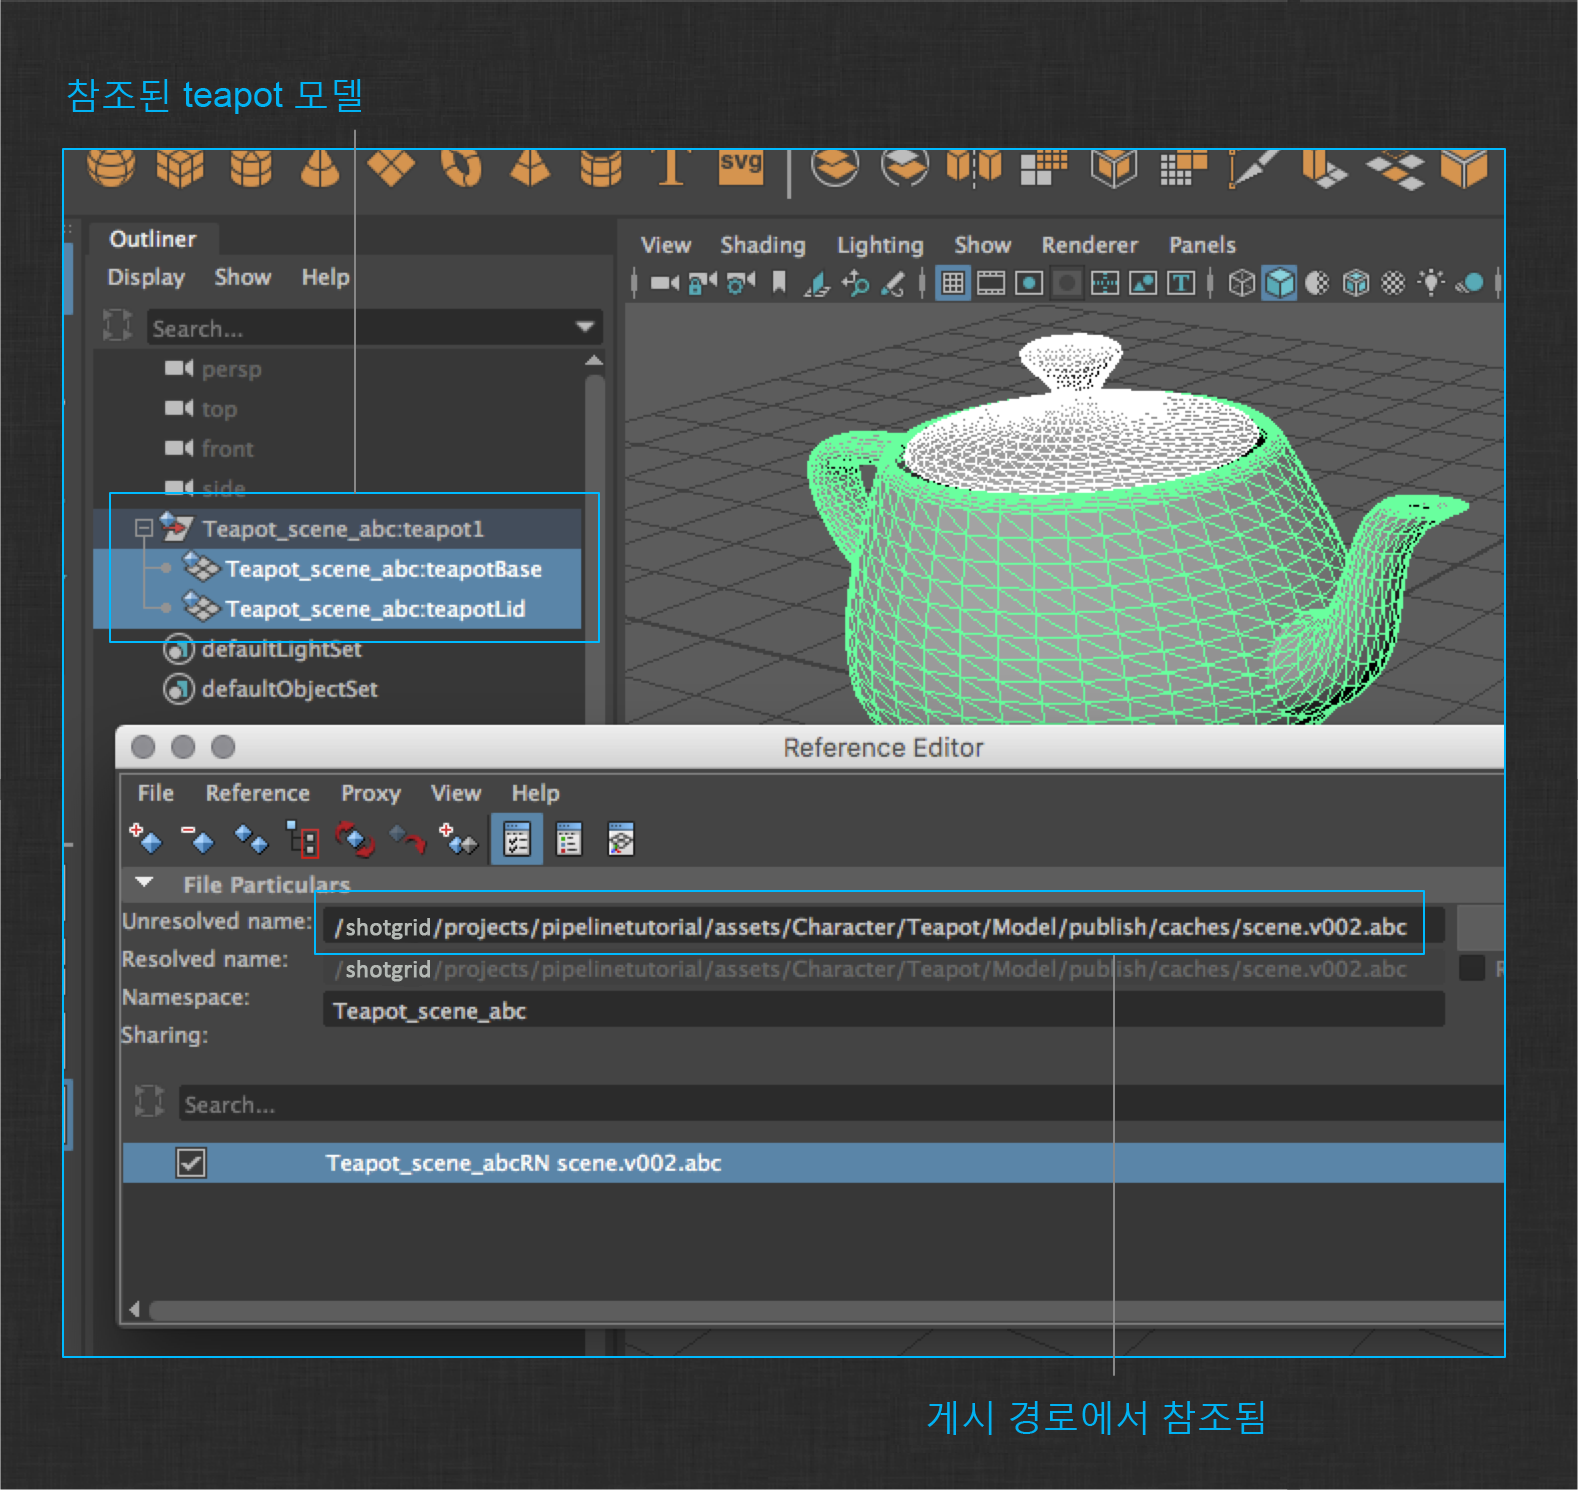 참조된 teapot 모델
svg
Outliner
Display Show Help
Search...
persp
top
front
side
Teapot_scene_abc:teapot1
Teapot_scene_abc:teapotBase
Teapot_scene_abc:teapotLid
defaultLightSet
defaultObjectSet
View Shading Lighting Show Renderer Panels
Reference Editor
File Reference Proxy View Help
File Particulars
Unresolved name: /shotgrid/projects/pipelinetutorial/assets/Character/Teapot/Model/publish/caches/scene.v002.abc
Resolved name: /shotgrid/projects/pipelinetutorial/assets/Character/Teapot/Model/publish/caches/scene.v002.abc
Namespace: Teapot_scene_abc
Sharing:
Search...
Teapot_scene_abcRN scene.v002.abc
게시 경로에서 참조됨